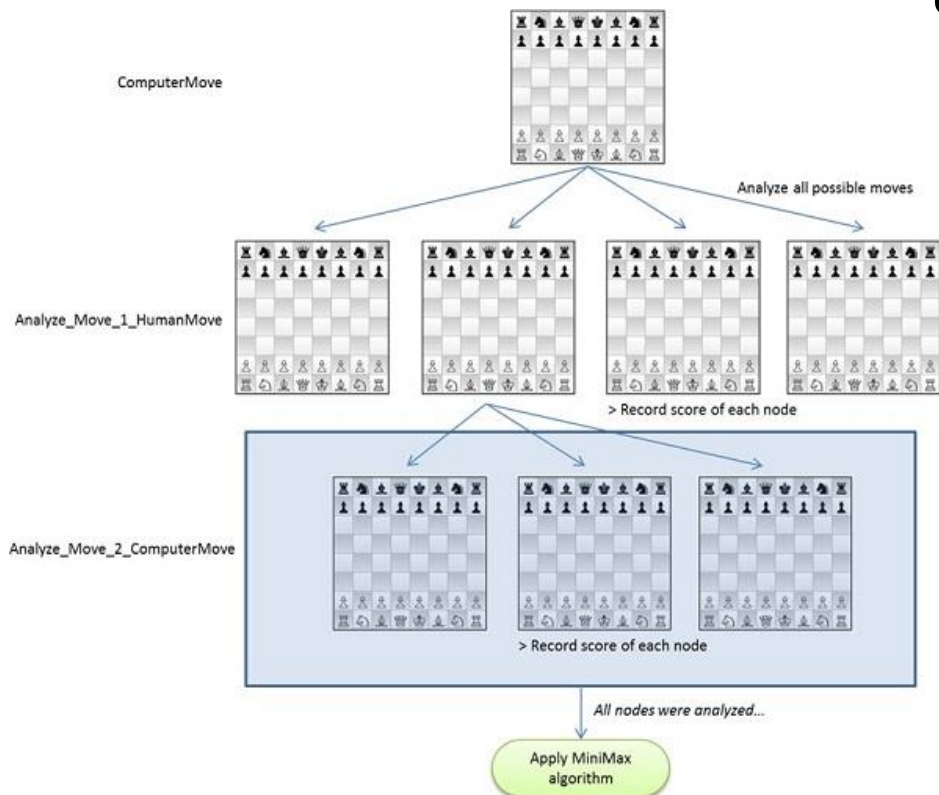 ComputerMove
Analyze all possible moves
Analyze_Move_1_HumanMove
> Record score of each node
Analyze_Move_2_ComputerMove
> Record score of each node
All nodes were analyzed...
Apply MiniMax
algorithm